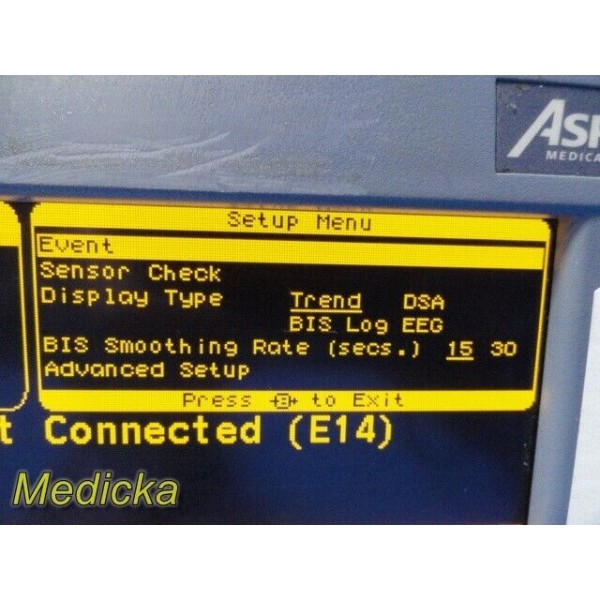 MEDICA
Setup Menu
Event
Sensor Check
Display Type Trend DSA
BIS Log EEG
BIS Smoothing Rate (secs.) 15 30
Advanced Setup
Press to Exit
Connected (E14)
Medicka